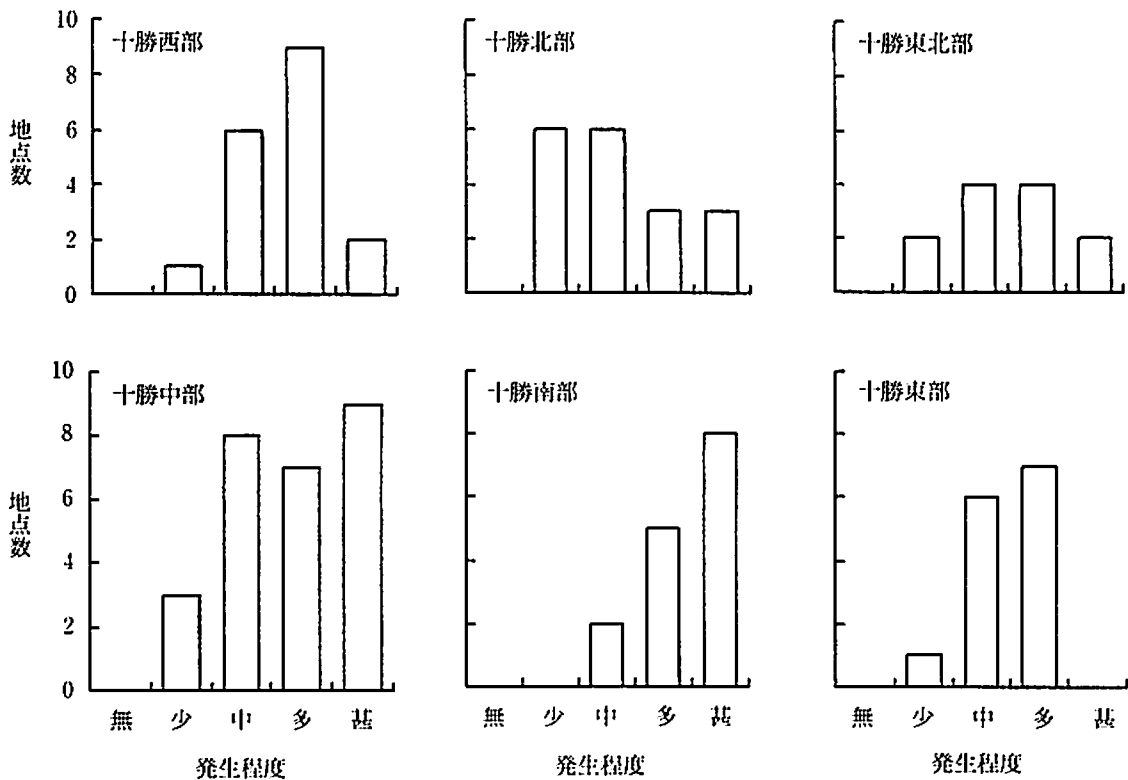 10
8
6
4
2
0
地点数
十勝西部
十勝北部
十勝東北部
10
8
6
4
2
0
地点数
十勝中部
十勝南部
十勝東部
無 少 中 多 甚
発生程度
無 少 中 多 甚
発生程度
無 少 中 多 甚
発生程度